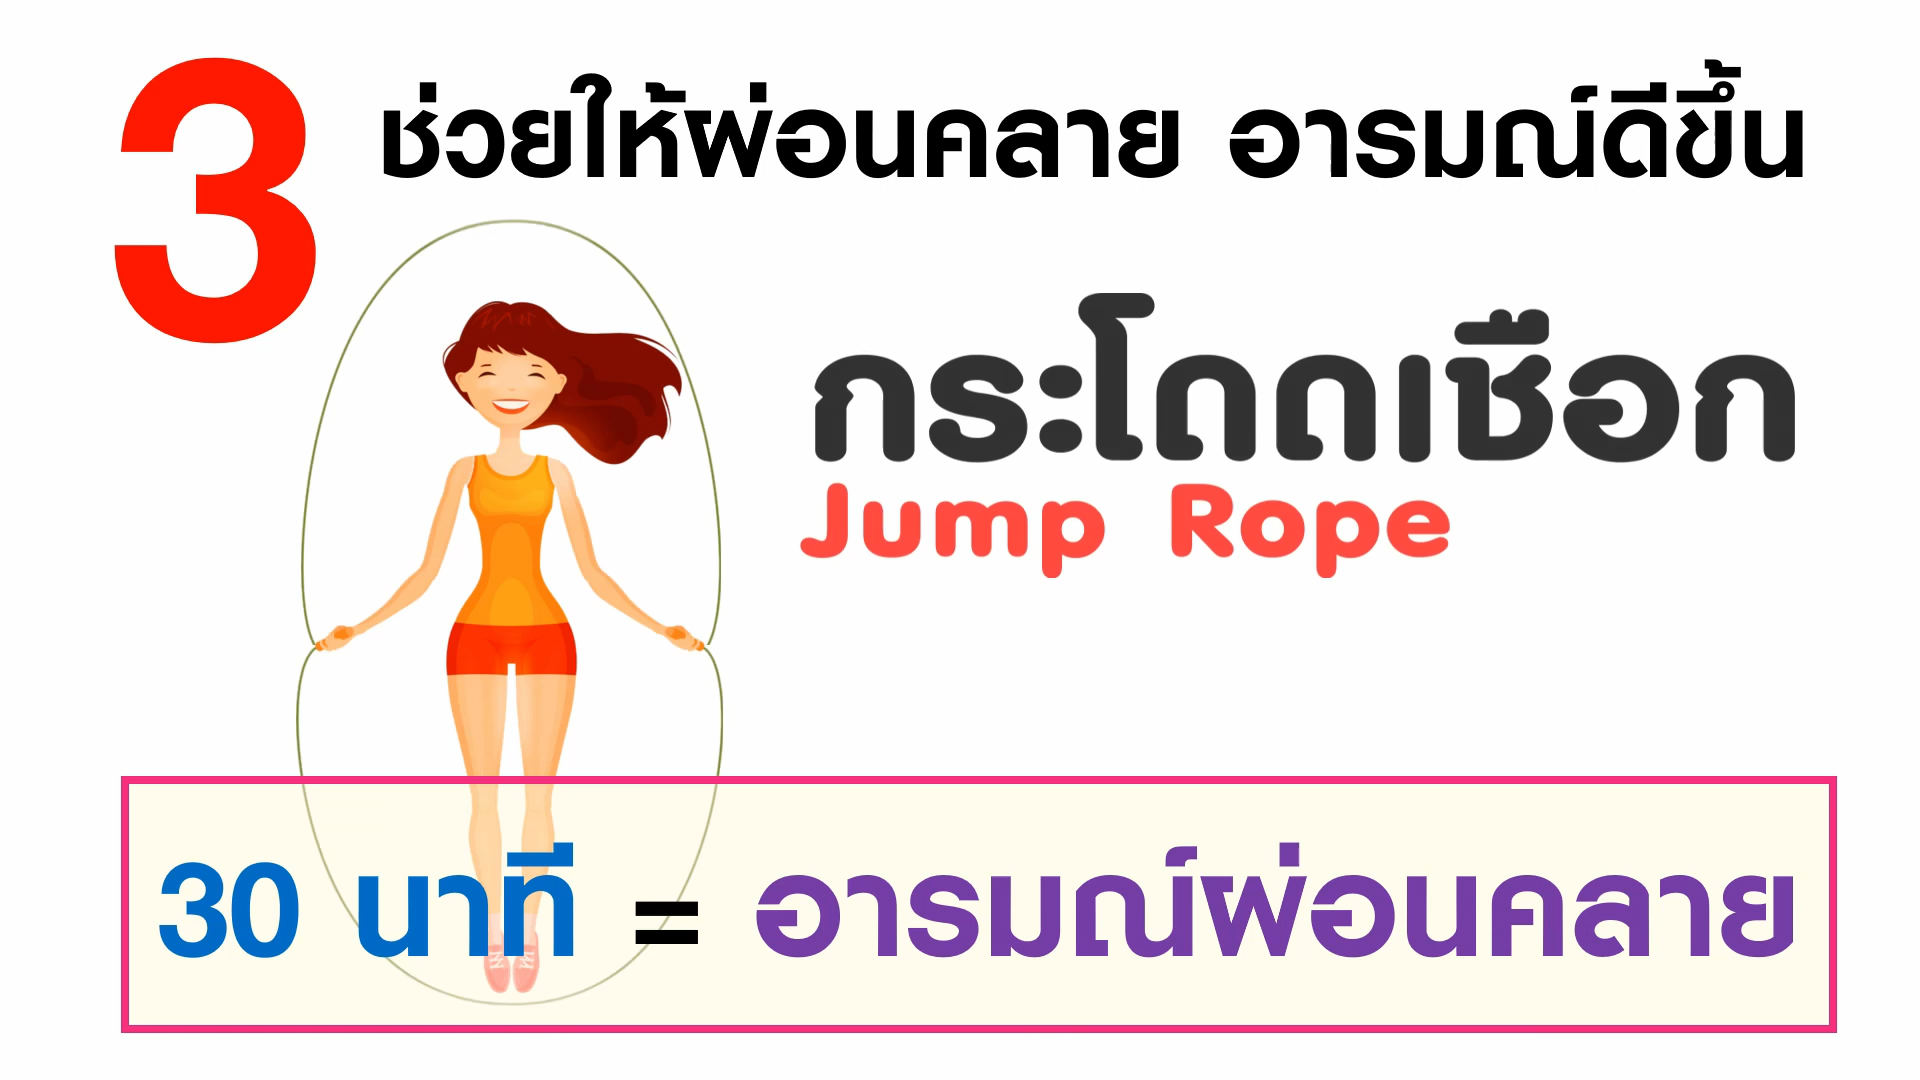 3 ช่วยให้ผ่อนคลาย อารมณ์ดีขึ้น
กระโดดเชือก
Jump Rope
30 นาที = อารมณ์ผ่อนคลาย